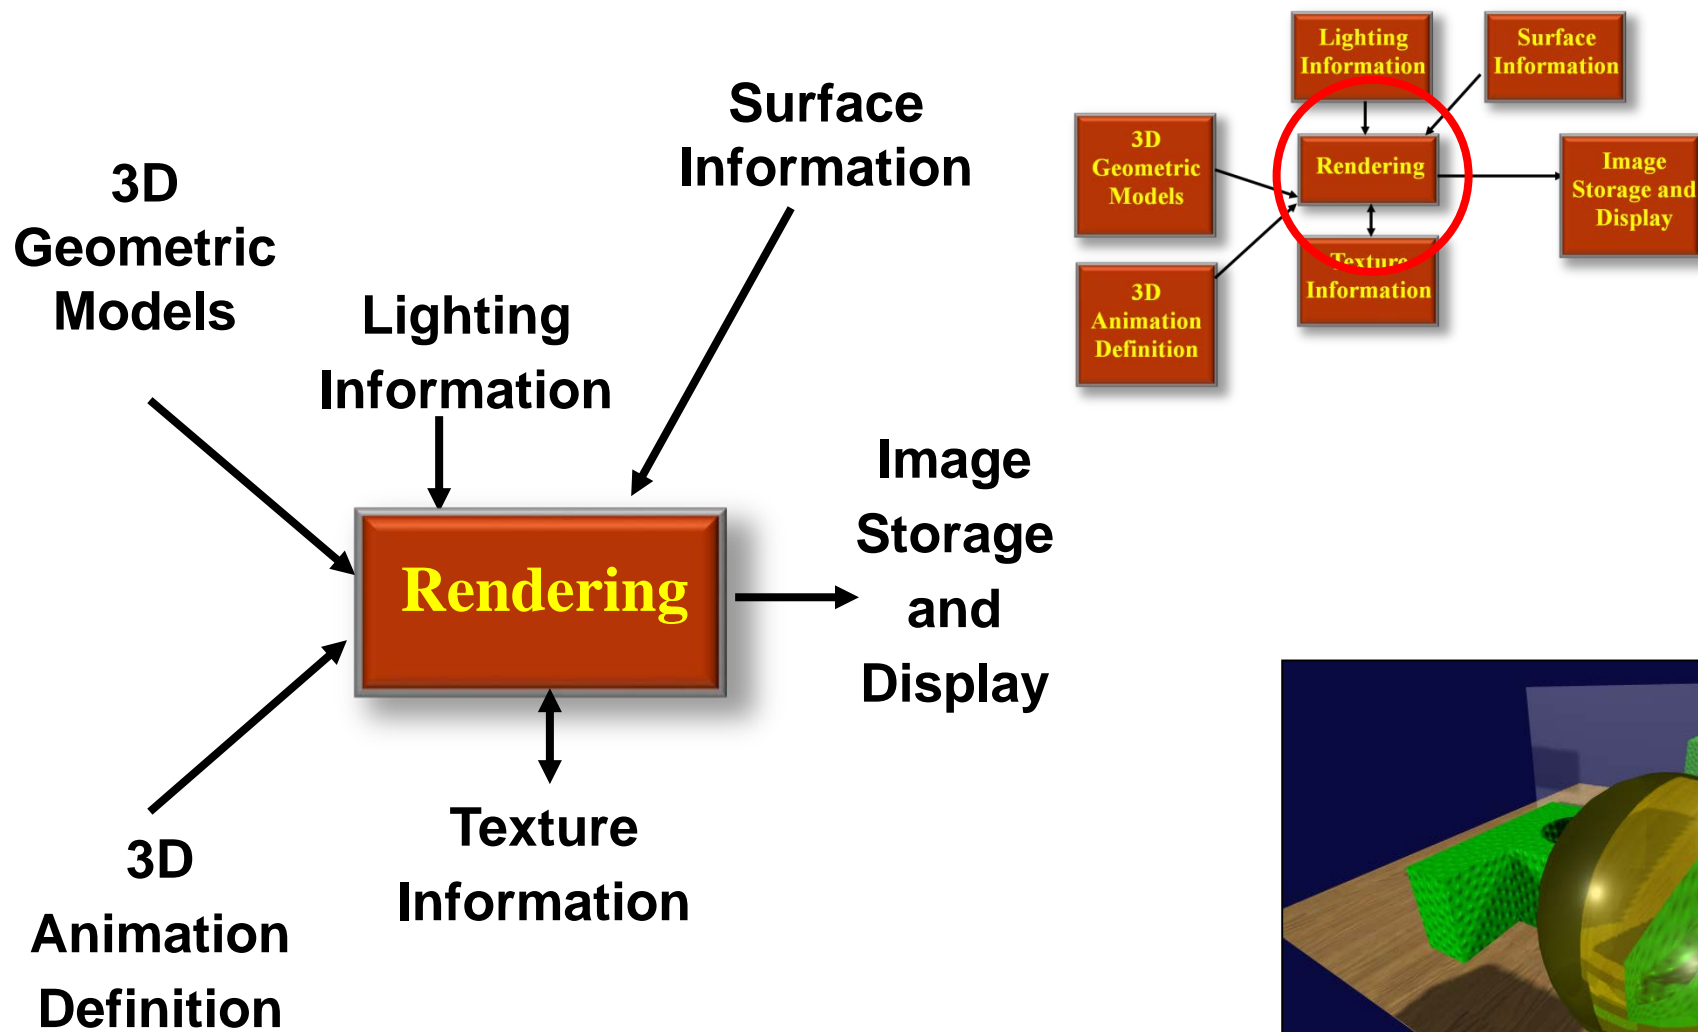 3D
Geometric
Models
Lighting
Information
Surface
Information
Rendering
Image
Storage
and
Display
3D
Animation
Definition
Texture
Information
Lighting
Information
Surface
Information
3D
Geometric
Models
Rendering
Image
Storage and
Display
3D
Animation
Definition
Texture
Information